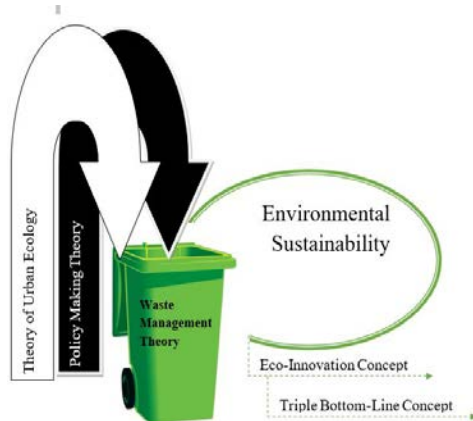 Theory of Urban Ecology
Policy Making Theory
Waste
Management
Theory
Environmental
Sustainability
Eco-Innovation Concept
Triple Bottom-Line Concept